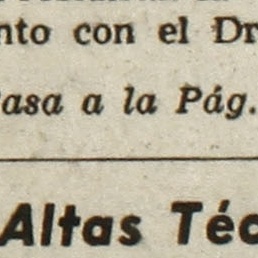 nto con el Dr
asa a la Pág.
Altas Téc